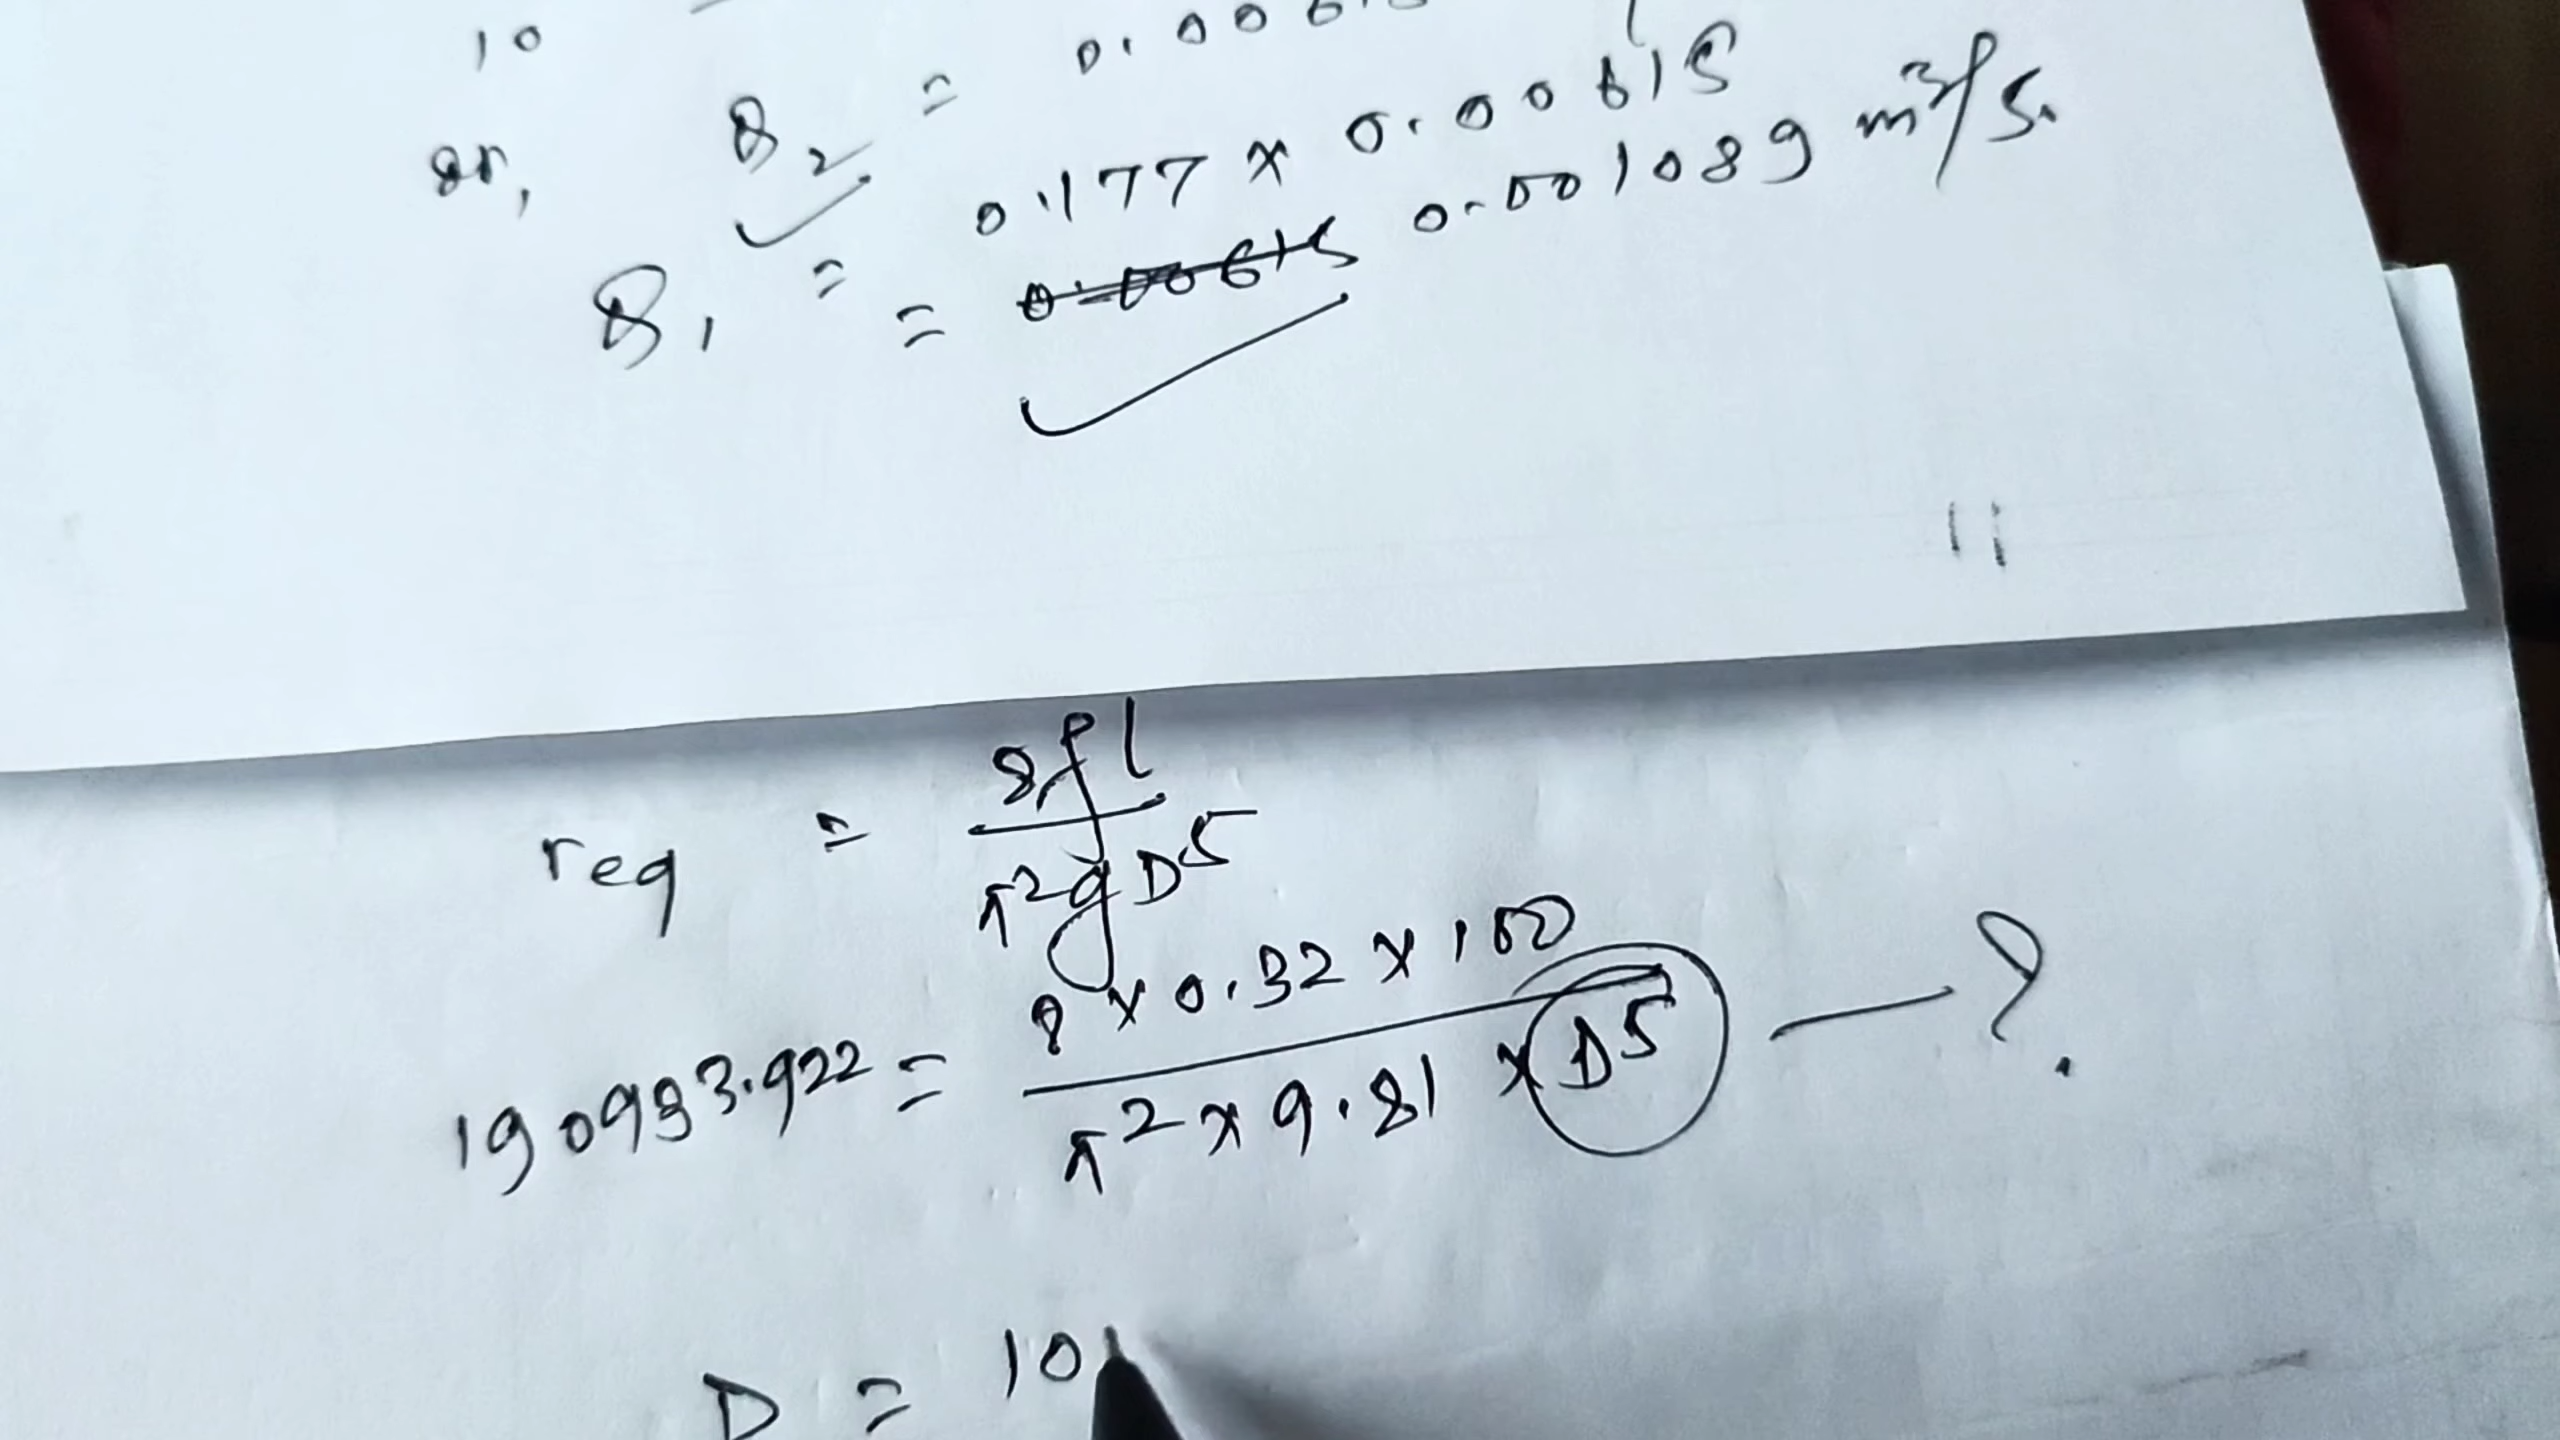 10
or, Q₂ = 0.00615
Q₁ = 0.177 × 0.00615
= 0.00615 0.001089 m³/s.
req = 8fl / π²gD⁵
190983.922 = 8 × 0.32 × 100 / π² × 9.81 × D⁵ — ?
D = 10